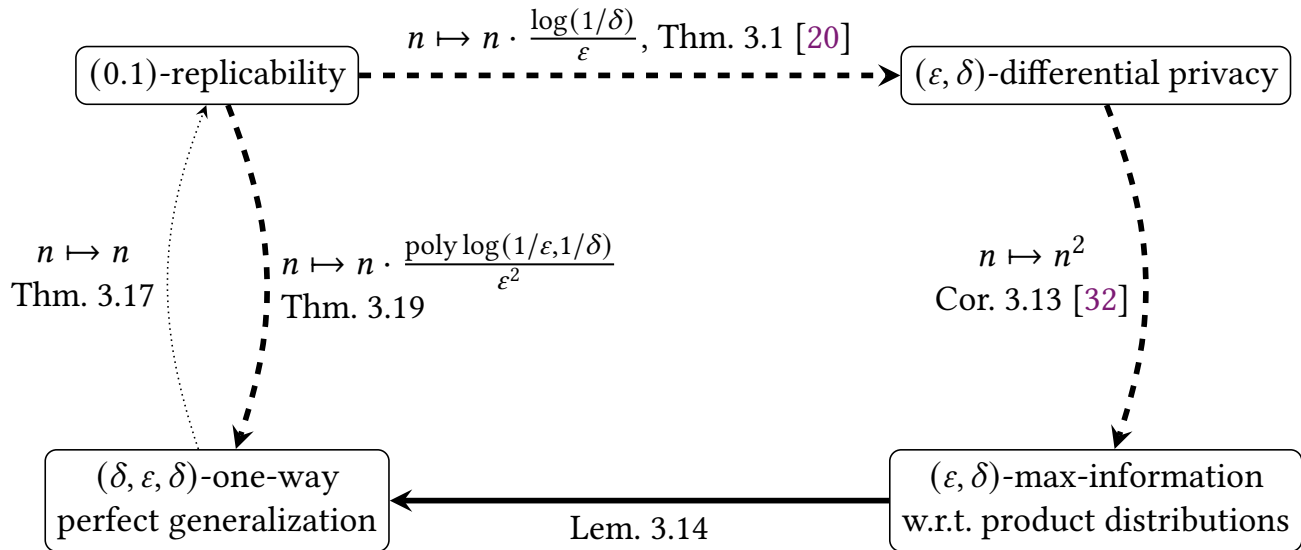 n ↦ n · log(1/δ)/ε, Thm. 3.1 [20]
(0.1)-replicability
(ε, δ)-differential privacy
n ↦ n
Thm. 3.17
n ↦ n · poly log(1/ε,1/δ)/ε²
Thm. 3.19
n ↦ n²
Cor. 3.13 [32]
(δ, ε, δ)-one-way
perfect generalization
Lem. 3.14
(ε, δ)-max-information
w.r.t. product distributions